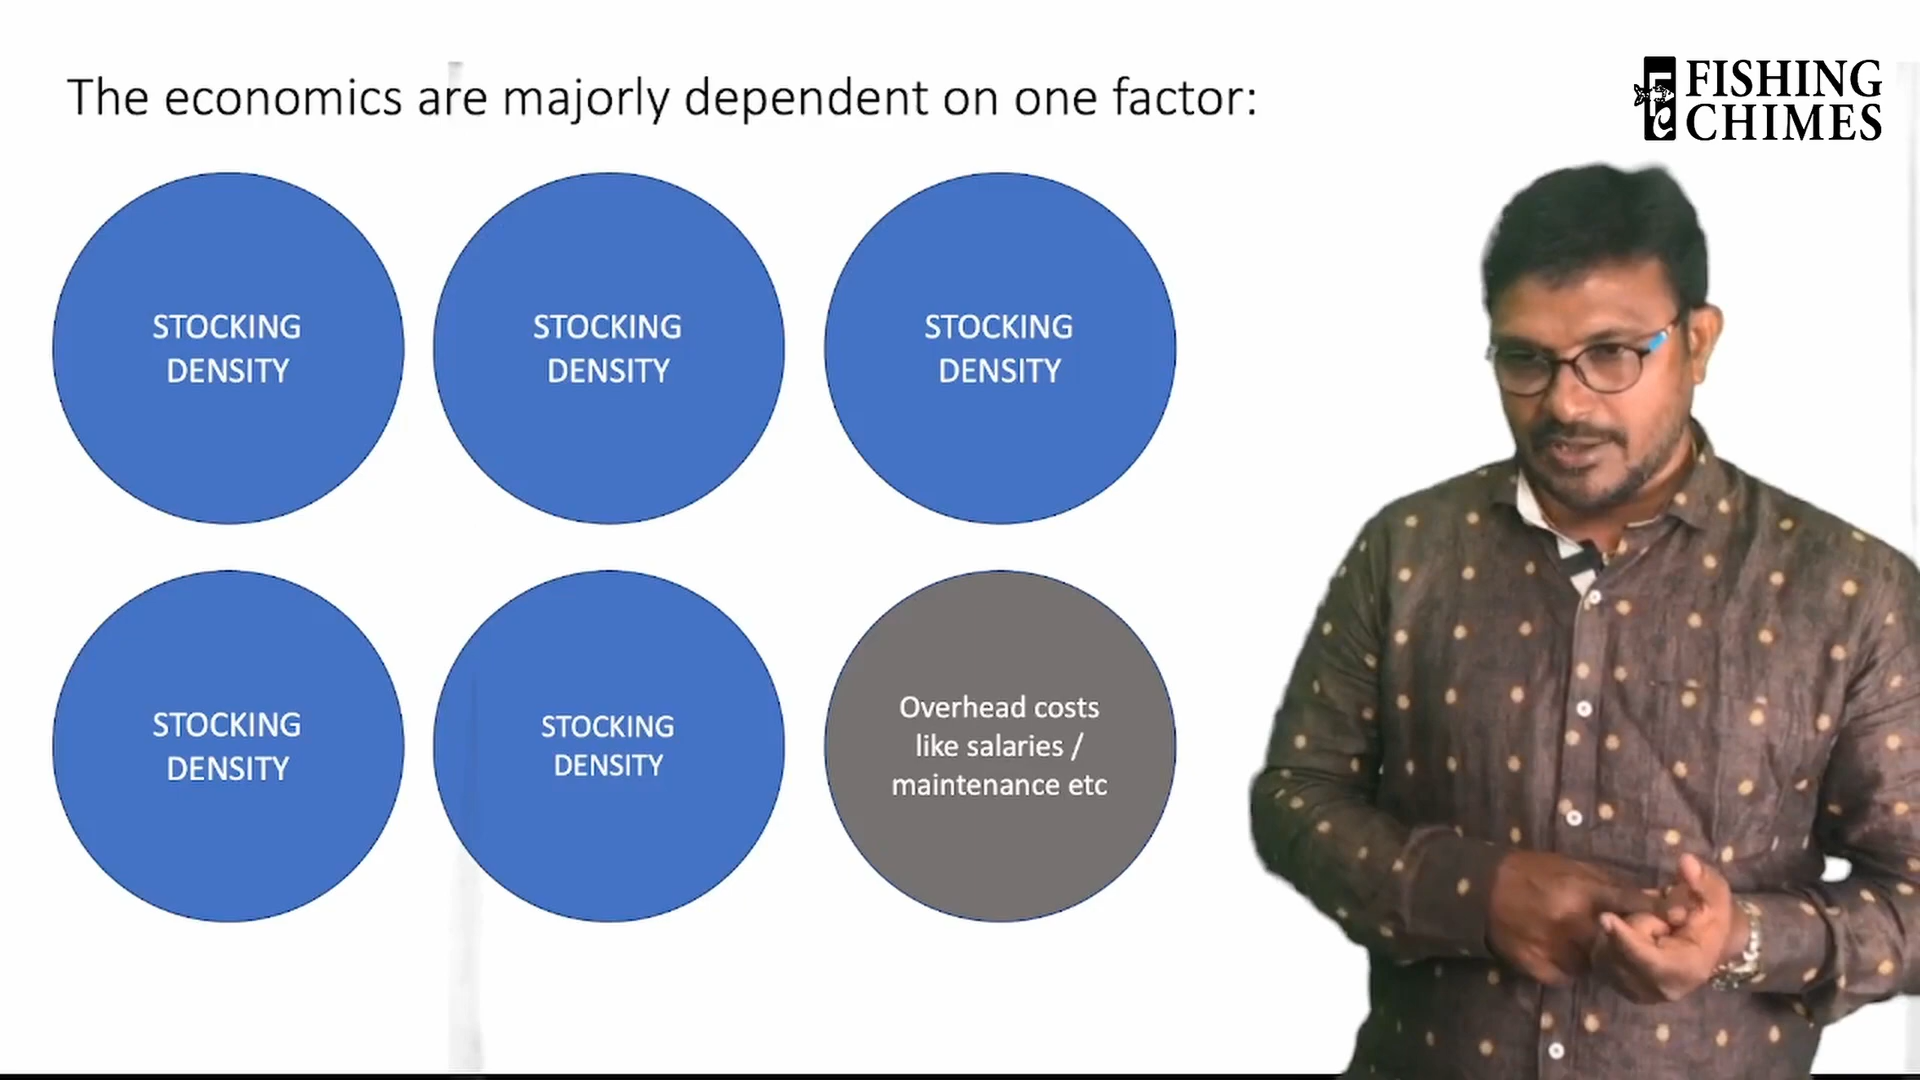 The economics are majorly dependent on one factor:
FISHING
CHIMES
STOCKING
DENSITY
STOCKING
DENSITY
STOCKING
DENSITY
STOCKING
DENSITY
STOCKING
DENSITY
Overhead costs
like salaries /
maintenance etc